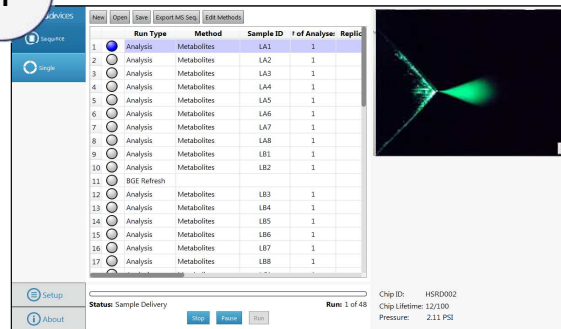 devices
Sequence
Single
Setup
About
New Open Save Export MS Seq. Edit Methods
Run Type Method Sample ID # of Analyses Replic
1 Analysis Metabolites LA1 1
2 Analysis Metabolites LA2 1
3 Analysis Metabolites LA3 1
4 Analysis Metabolites LA4 1
5 Analysis Metabolites LA5 1
6 Analysis Metabolites LA6 1
7 Analysis Metabolites LA7 1
8 Analysis Metabolites LA8 1
9 Analysis Metabolites LB1 1
10 Analysis Metabolites LB2 1
11 BGE Refresh
12 Analysis Metabolites LB3 1
13 Analysis Metabolites LB4 1
14 Analysis Metabolites LB5 1
15 Analysis Metabolites LB6 1
16 Analysis Metabolites LB7 1
17 Analysis Metabolites LB8 1
Status: Sample Delivery Run: 1 of 48
Stop Pause Run
Chip ID: HSRD002
Chip Lifetime: 12/100
Pressure: 2.11 PSI